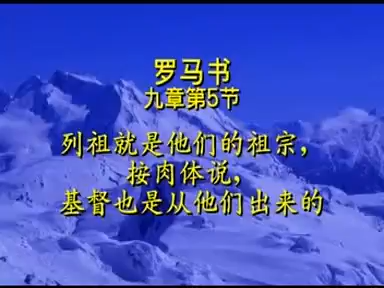 罗马书
九章第5节
列祖就是他们的祖宗，
按肉体说，
基督也是从他们出来的